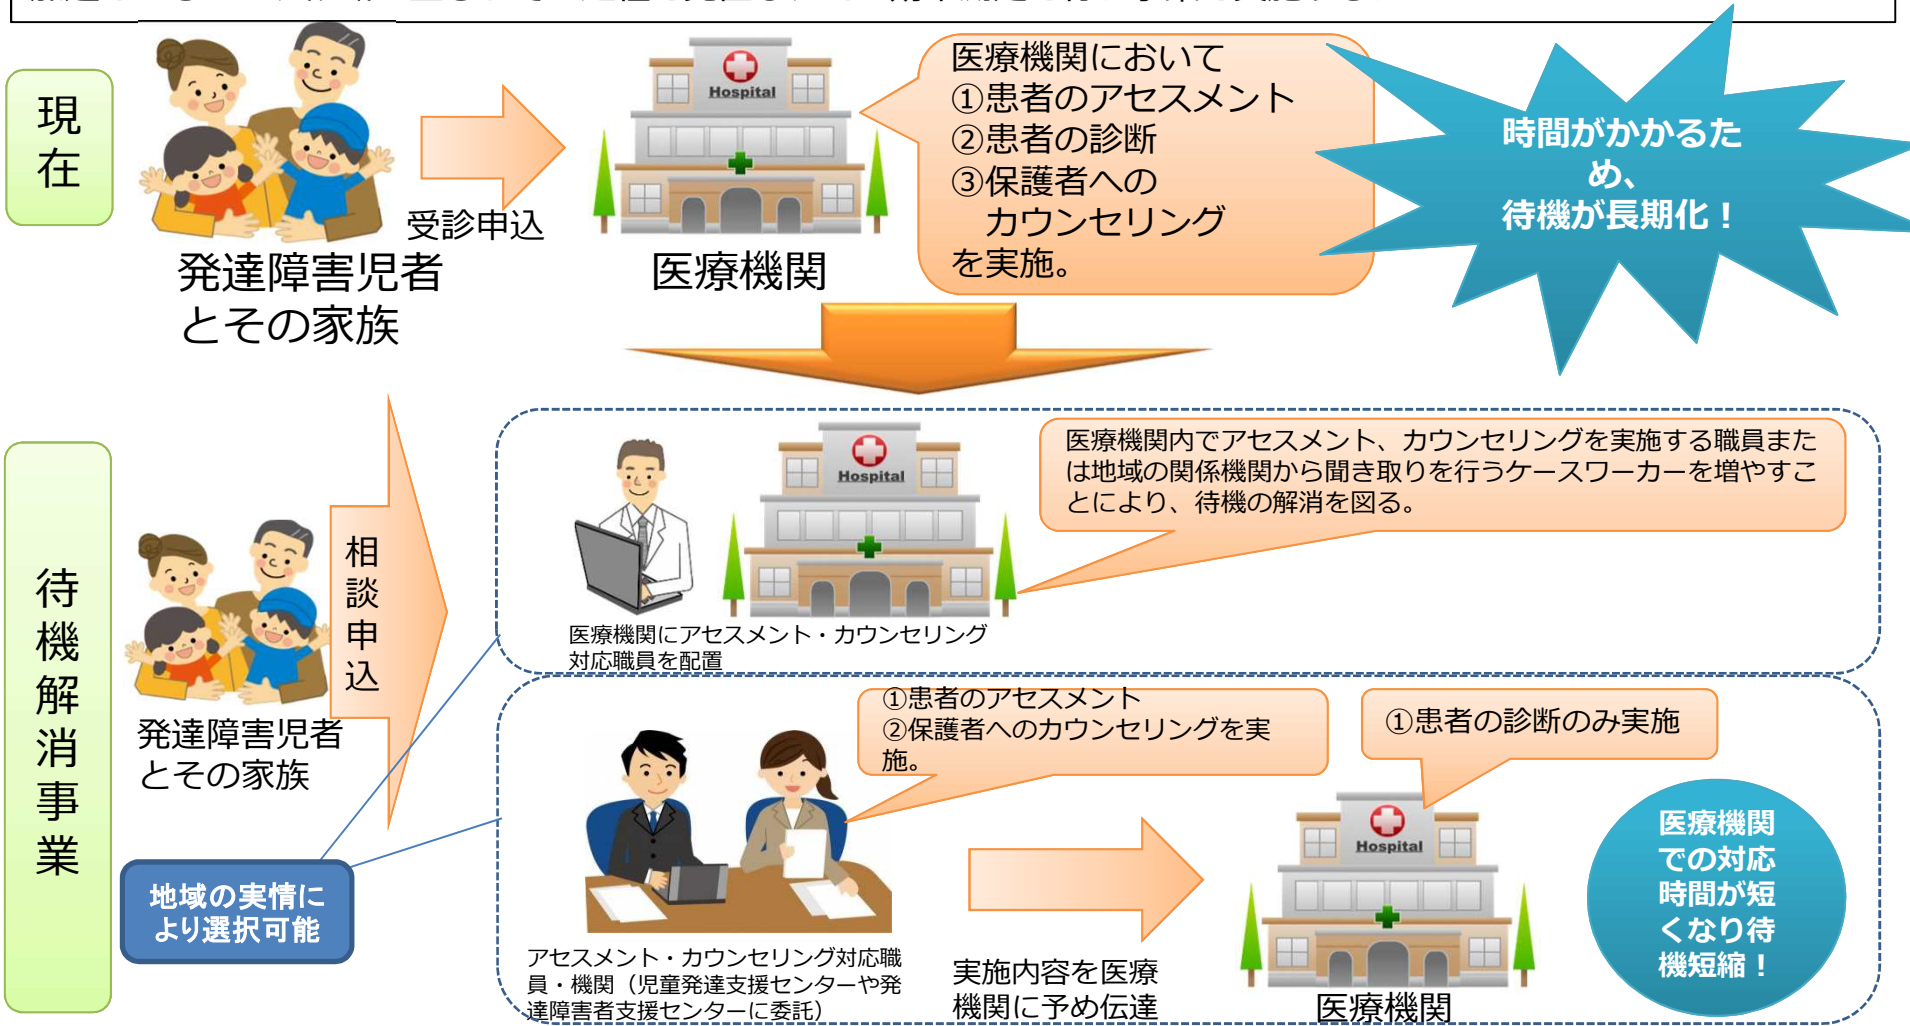 現在
Hospital
受診申込
発達障害児者
とその家族
医療機関
医療機関において
①患者のアセスメント
②患者の診断
③保護者への
カウンセリング
を実施。
時間がかかるた
め、
待機が長期化！
待機解消事業
発達障害児者
とその家族
相談申込
地域の実情に
より選択可能
Hospital
医療機関にアセスメント・カウンセリング
対応職員を配置
医療機関内でアセスメント、カウンセリングを実施する職員また
は地域の関係機関から聞き取りを行うケースワーカーを増やすこ
とにより、待機の解消を図る。
①患者のアセスメント
②保護者へのカウンセリングを実
施。
アセスメント・カウンセリング対応職
員・機関（児童発達支援センターや発
達障害者支援センターに委託）
実施内容を医療
機関に予め伝達
①患者の診断のみ実施
Hospital
医療機関
医療機関
での対応
時間が短
くなり待
機短縮！